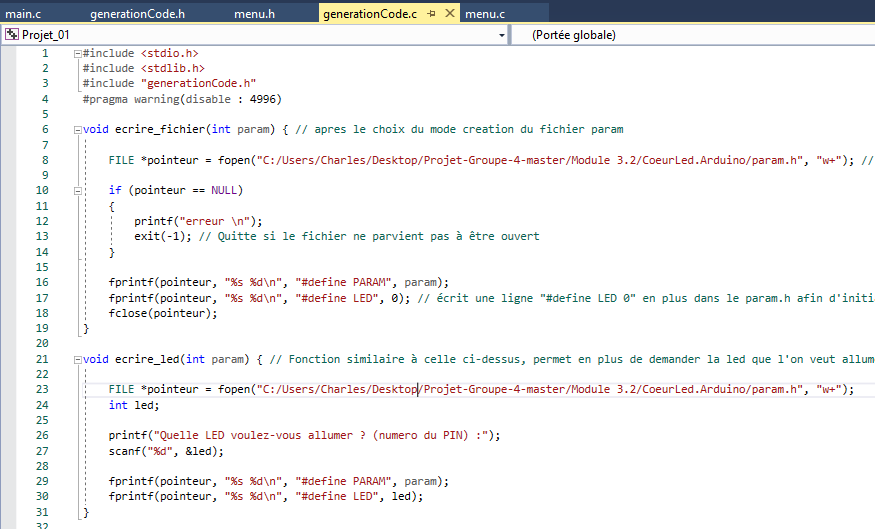 main.c generationCode.h menu.h generationCode.c menu.c
Projet_01 (Portée globale)
1 #include <stdio.h>
2 #include <stdlib.h>
3 #include "generationCode.h"
4 #pragma warning(disable : 4996)
5
6 void ecrire_fichier(int param) { // apres le choix du mode creation du fichier param
7
8 FILE *pointeur = fopen("C:/Users/Charles/Desktop/Projet-Groupe-4-master/Module 3.2/CoeurLed.Arduino/param.h", "w+"); //
9
10 if (pointeur == NULL)
11 {
12 printf("erreur \n");
13 exit(-1); // Quitte si le fichier ne parvient pas à être ouvert
14 }
15
16 fprintf(pointeur, "%s %d\n", "#define PARAM", param);
17 fprintf(pointeur, "%s %d\n", "#define LED", 0); // écrit une ligne "#define LED 0" en plus dans le param.h afin d'initia
18 fclose(pointeur);
19 }
20
21 void ecrire_led(int param) { // Fonction similaire à celle ci-dessus, permet en plus de demander la led que l'on veut allume
22
23 FILE *pointeur = fopen("C:/Users/Charles/Desktop/Projet-Groupe-4-master/Module 3.2/CoeurLed.Arduino/param.h", "w+");
24 int led;
25
26 printf("Quelle LED voulez-vous allumer ? (numero du PIN) :");
27 scanf("%d", &led);
28
29 fprintf(pointeur, "%s %d\n", "#define PARAM", param);
30 fprintf(pointeur, "%s %d\n", "#define LED", led);
31 }
32